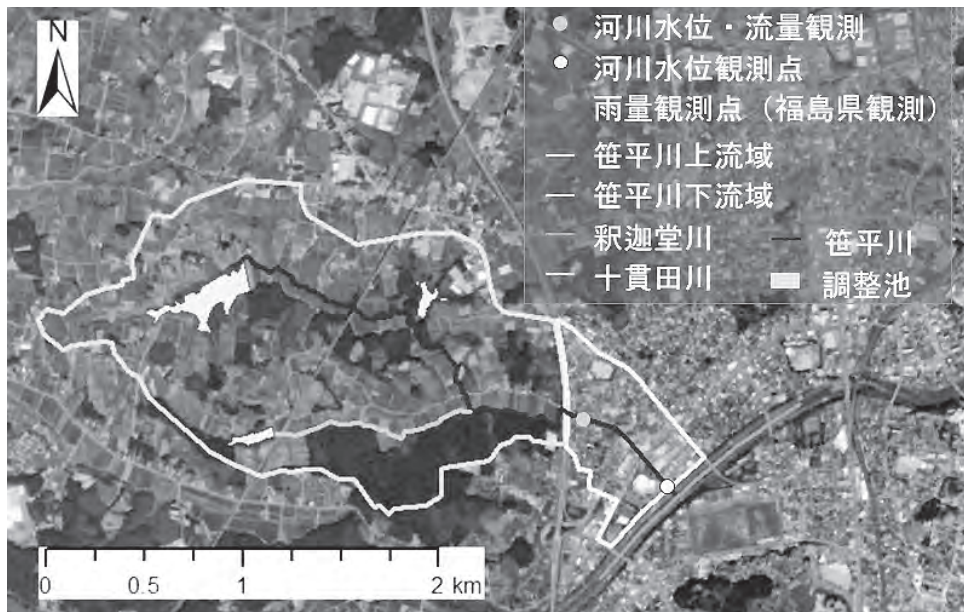 N
河川水位・流量観測
河川水位観測点
雨量観測点（福島県観測）
笹平川上流域
笹平川下流域
釈迦堂川
笹平川
十貫田川
調整池
0 0.5 1 2 km